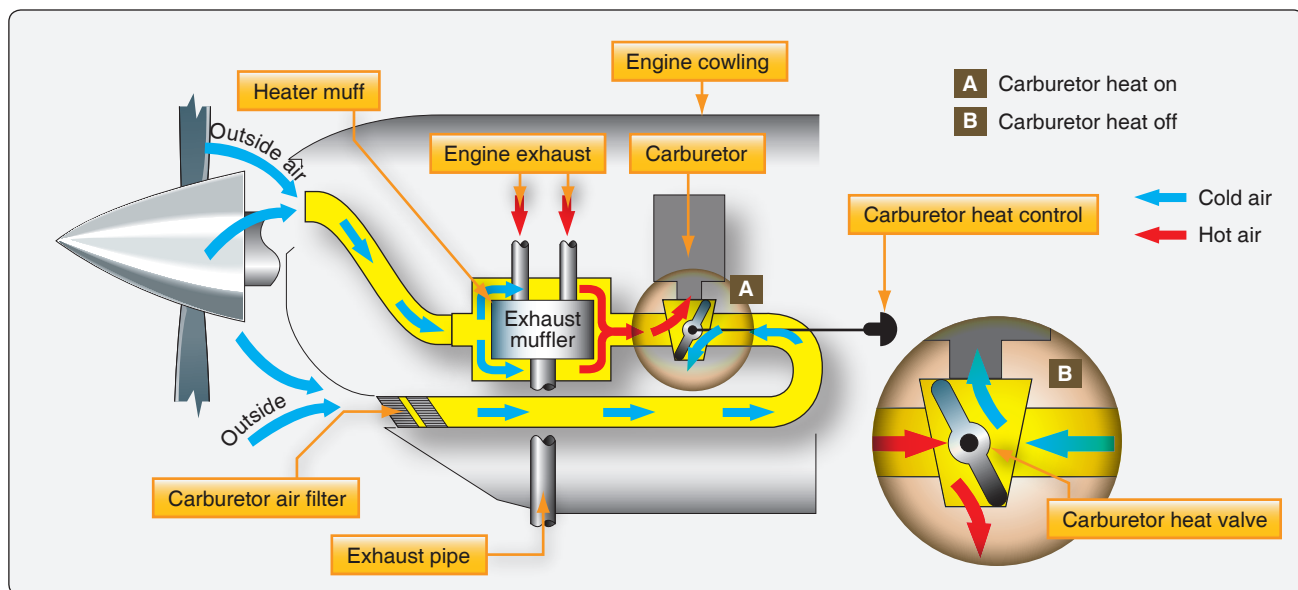 Engine cowling
Heater muff
A Carburetor heat on
B Carburetor heat off
Outside air
Engine exhaust
Carburetor
Cold air
Carburetor heat control
Hot air
A
Exhaust
muffler
B
Outside
Carburetor air filter
Carburetor heat valve
Exhaust pipe